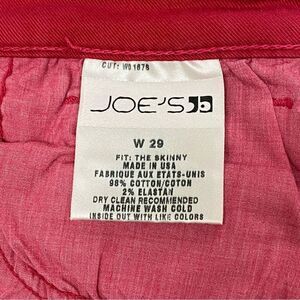 CUT: W01678
JOE'S
W 29
FIT: THE SKINNY
MADE IN USA
FABRIQUE AUX ETATS-UNIS
98% COTTON/COTON
2% ELASTAN
DRY CLEAN RECOMMENDED
MACHINE WASH COLD
INSIDE OUT WITH LIKE COLORS